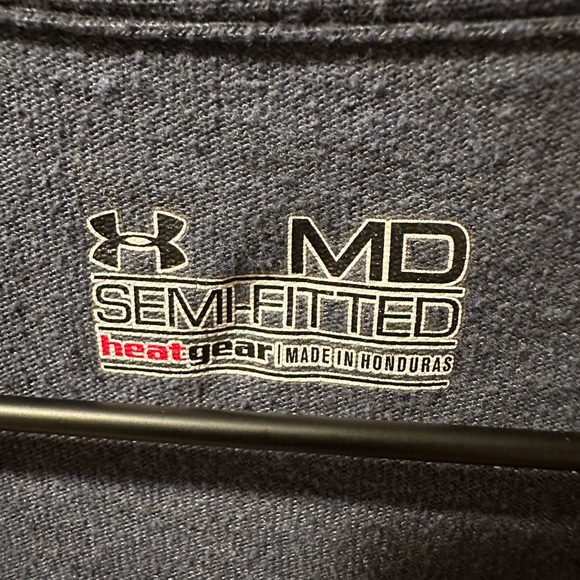 MD
SEMI-FITTED
heatgear | MADE IN HONDURAS